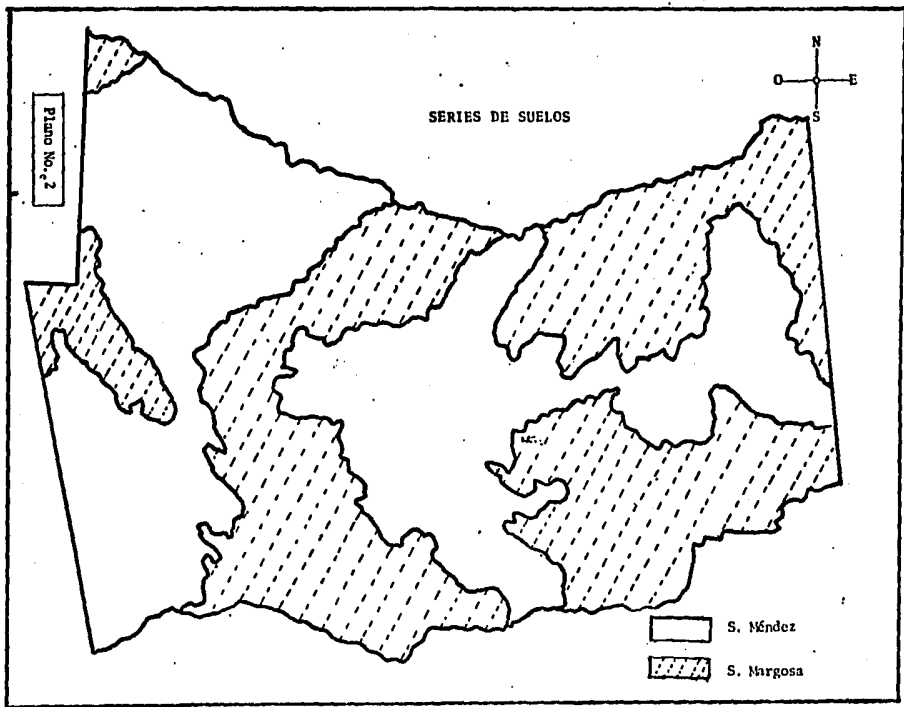 N
O E
S
SERIES DE SUELOS
Plano No. 2
S. Méndez
S. Margosa